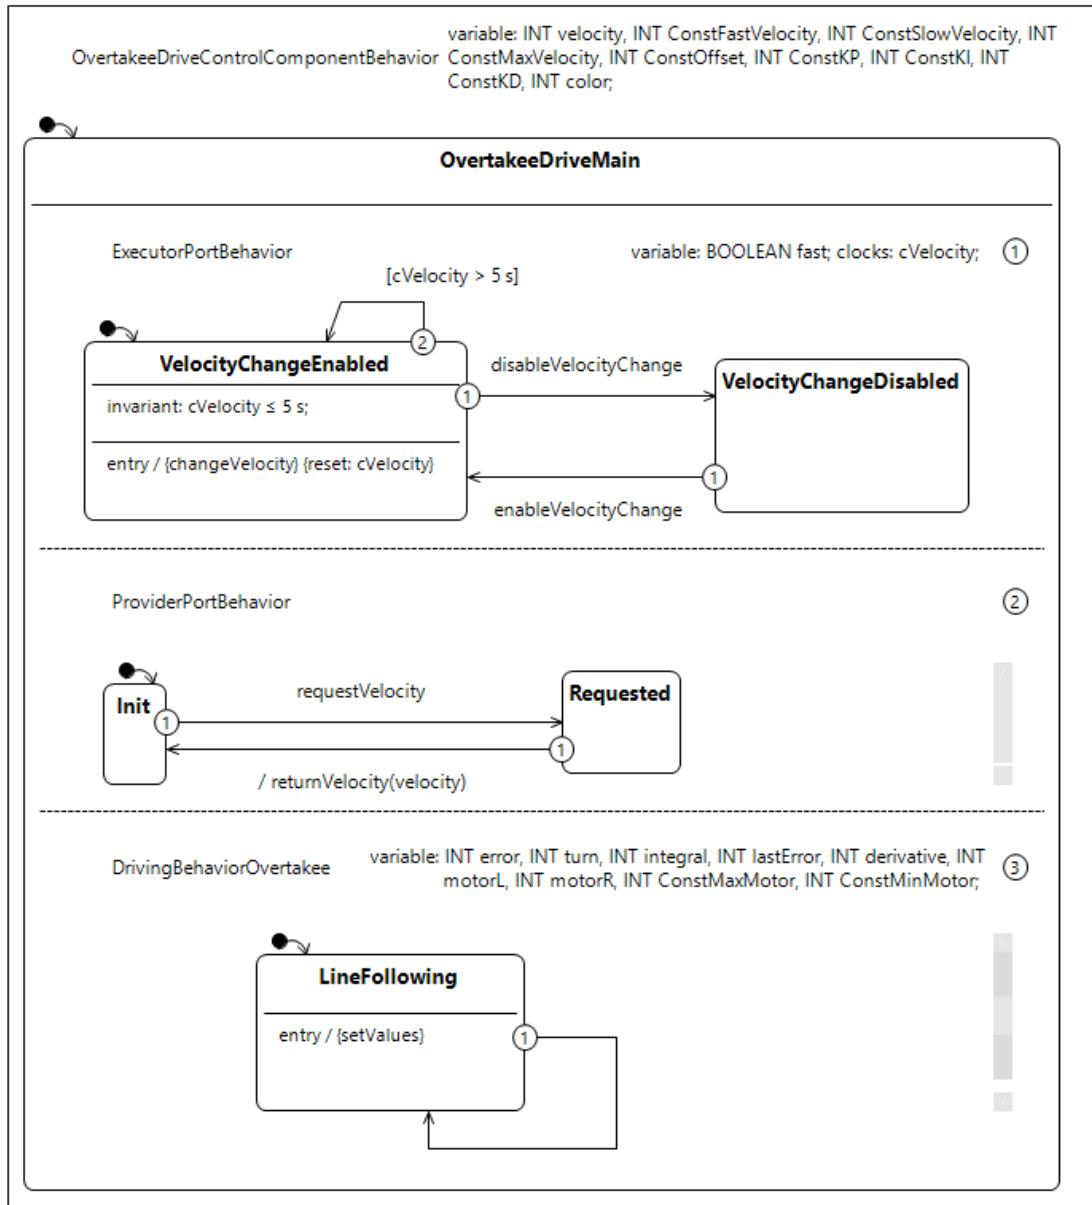 variable: INT velocity, INT ConstFastVelocity, INT ConstSlowVelocity, INT
OvertakeeDriveControlComponentBehavior ConstMaxVelocity, INT ConstOffset, INT ConstKP, INT ConstKI, INT
ConstKD, INT color;
OvertakeeDriveMain
ExecutorPortBehavior
variable: BOOLEAN fast; clocks: cVelocity;
1
[cVelocity > 5 s]
2
VelocityChangeEnabled
invariant: cVelocity ≤ 5 s;
entry / {changeVelocity} {reset: cVelocity}
1
disableVelocityChange
VelocityChangeDisabled
1
enableVelocityChange
ProviderPortBehavior
2
Init
1
requestVelocity
Requested
1
/ returnVelocity(velocity)
DrivingBehaviorOvertakee
variable: INT error, INT turn, INT integral, INT lastError, INT derivative, INT
motorL, INT motorR, INT ConstMaxMotor, INT ConstMinMotor;
3
LineFollowing
entry / {setValues}
1